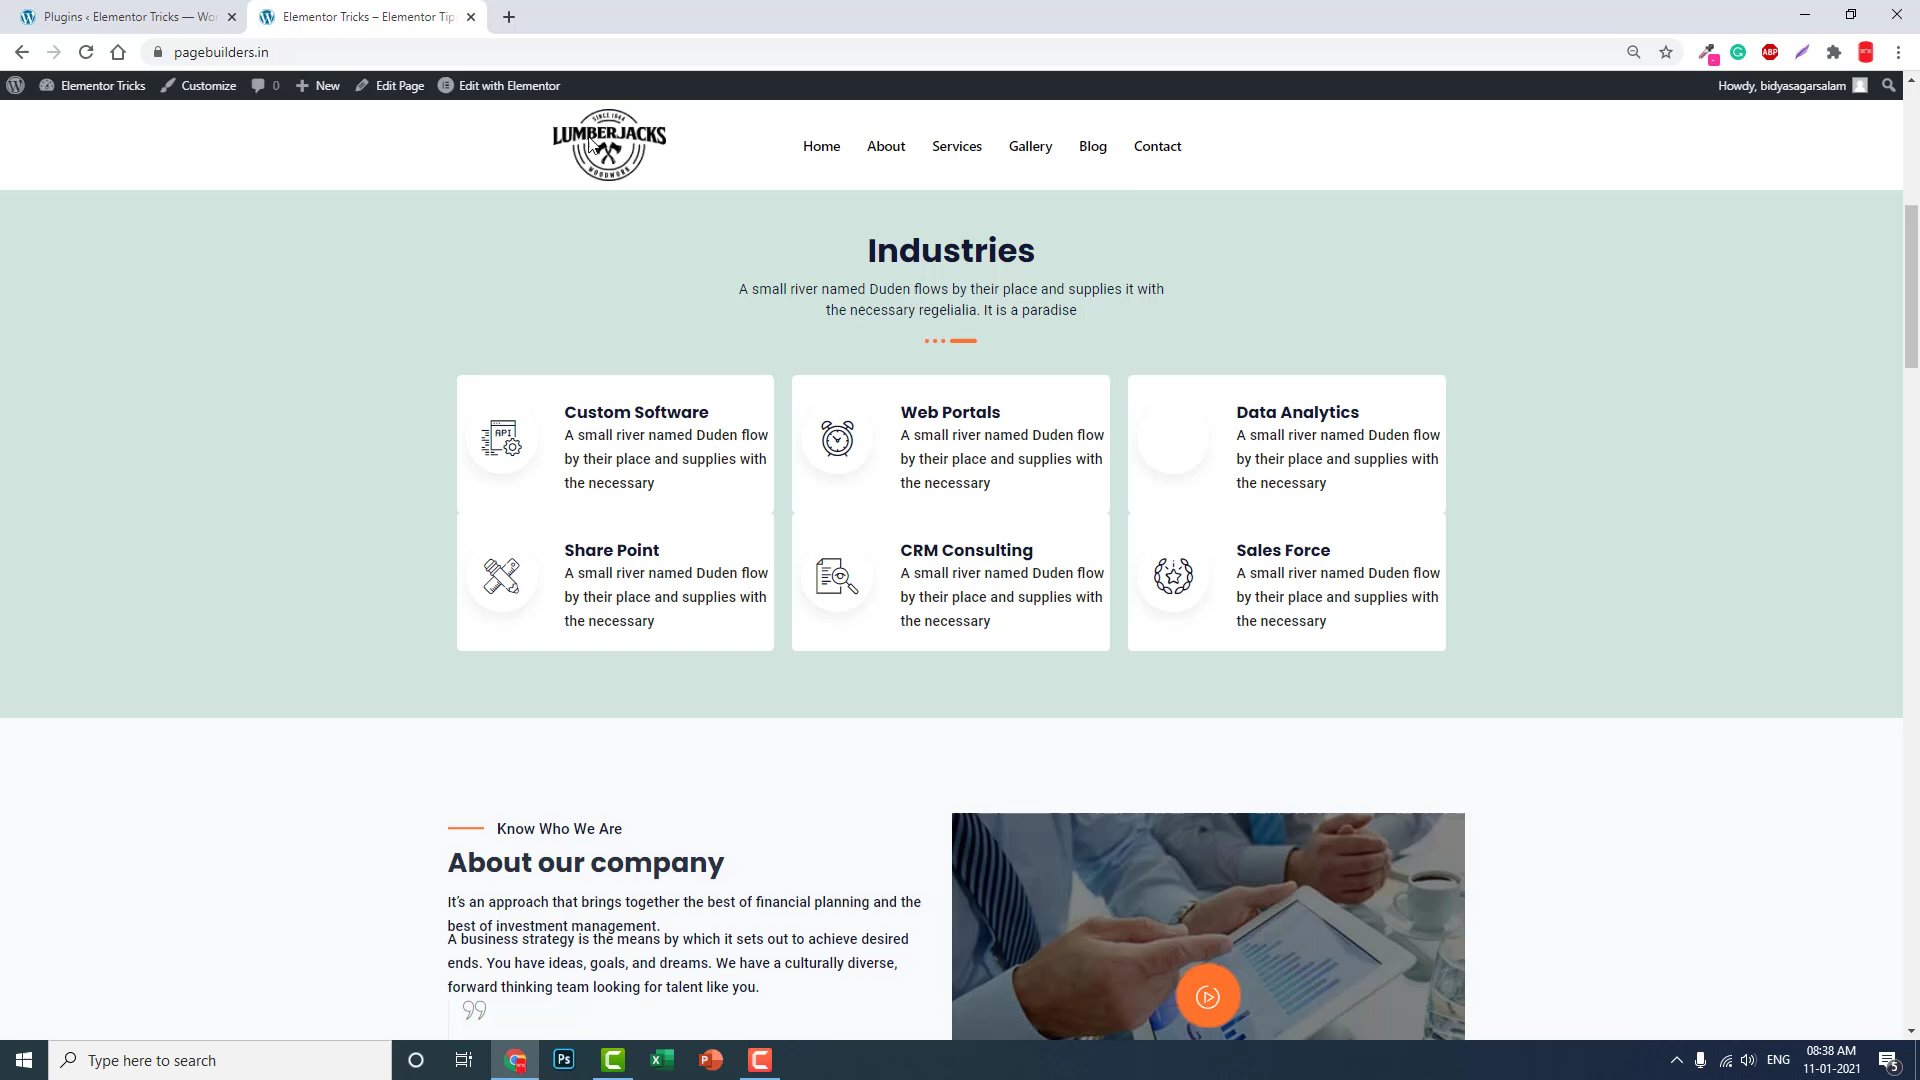 Plugins ‹ Elementor Tricks — Wor
Elementor Tricks – Elementor Tip
pagebuilders.in
ABP
Elementor Tricks
Customize
0
New
Edit Page
Edit with Elementor
Howdy, bidyasagarsalam
SINCE 1944
LUMBERJACKS
WOODWORK
Home
About
Services
Gallery
Blog
Contact
Industries
A small river named Duden flows by their place and supplies it with
the necessary regelialia. It is a paradise
API
Custom Software
A small river named Duden flow
by their place and supplies with
the necessary
Web Portals
A small river named Duden flow
by their place and supplies with
the necessary
Data Analytics
A small river named Duden flow
by their place and supplies with
the necessary
Share Point
A small river named Duden flow
by their place and supplies with
the necessary
CRM Consulting
A small river named Duden flow
by their place and supplies with
the necessary
Sales Force
A small river named Duden flow
by their place and supplies with
the necessary
Know Who We Are
About our company
It's an approach that brings together the best of financial planning and the
best of investment management.
A business strategy is the means by which it sets out to achieve desired
ends. You have ideas, goals, and dreams. We have a culturally diverse,
forward thinking team looking for talent like you.
Type here to search
Ps
ENG
08:38 AM
11-01-2021
5